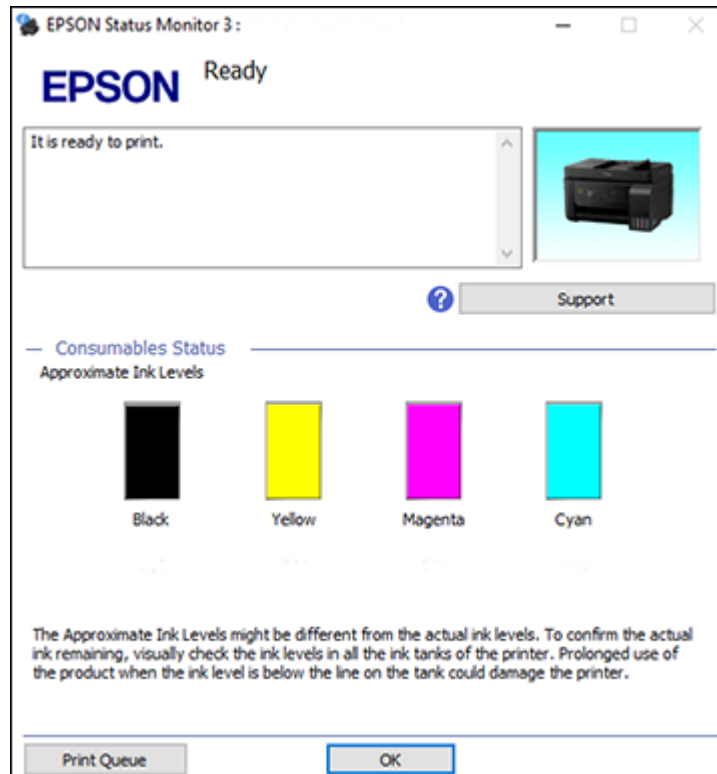 EPSON Status Monitor 3 :
EPSON
Ready
It is ready to print.
?
Support
Consumables Status
Approximate Ink Levels
Black
Yellow
Magenta
Cyan
The Approximate Ink Levels might be different from the actual ink levels. To confirm the actual
ink remaining, visually check the ink levels in all the ink tanks of the printer. Prolonged use of
the product when the ink level is below the line on the tank could damage the printer.
Print Queue
OK